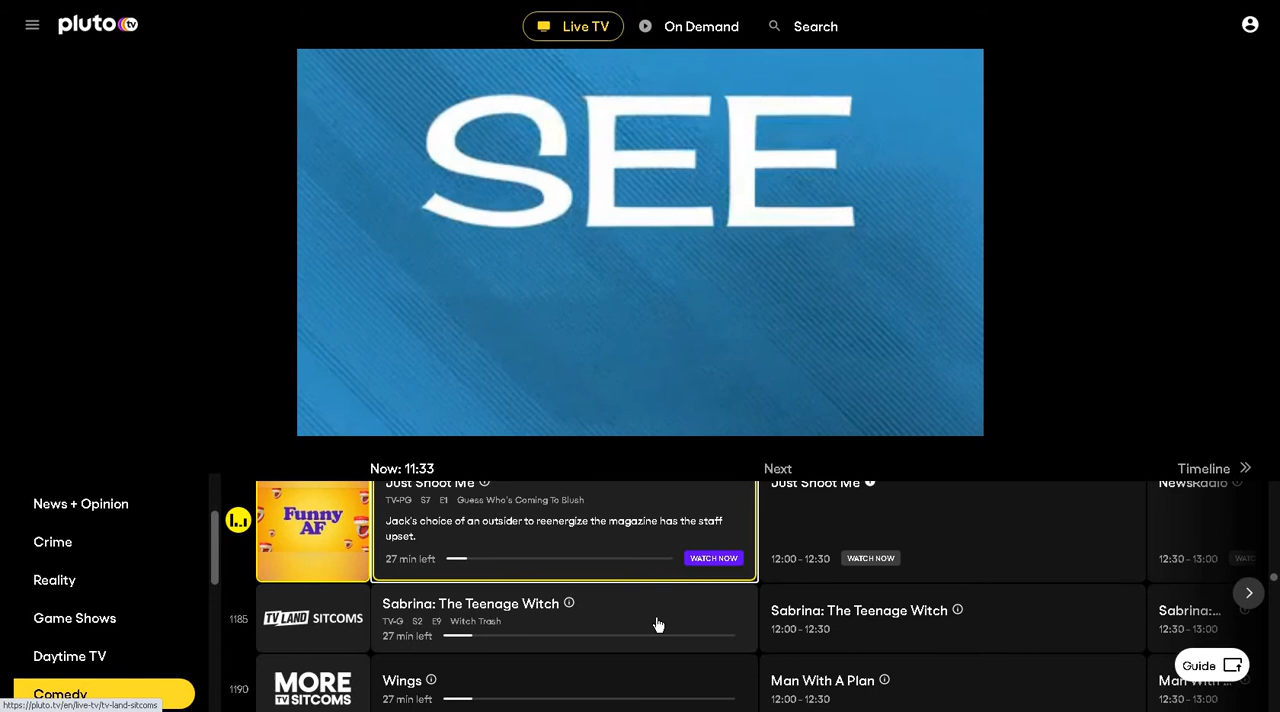 pluto tv
Live TV
On Demand
Search
SEE
Now: 11:33
Next
Timeline
News + Opinion
Crime
Reality
Game Shows
Daytime TV
Comedy
https://pluto.tv/en/live-tv/tv-land-sitcoms
Funny
AF
Just Shoot Me
TV-PG S7 E1 Guess Who's Coming To Blush
Jack's choice of an outsider to reenergize the magazine has the staff
upset.
27 min left
WATCH NOW
Just Shoot Me
12:00 - 12:30
WATCH NOW
NewsRadio
12:30 - 13:00
1185
TV LAND SITCOMS
Sabrina: The Teenage Witch
TV-G S2 E9 Witch Trash
27 min left
Sabrina: The Teenage Witch
12:00 - 12:30
Sabrina:...
12:30 - 13:00
1190
MORE
TV SITCOMS
Wings
27 min left
Man With A Plan
12:00 - 12:30
Man With ...
12:30 - 13:00
Guide